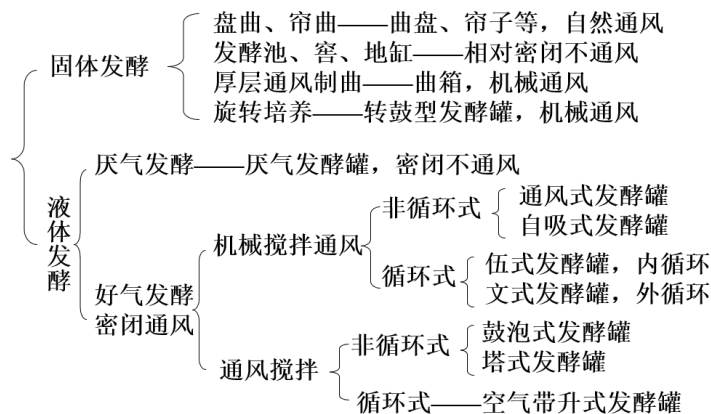 盘曲、帘曲——曲盘、帘子等，自然通风
发酵池、窖、地缸——相对密闭不通风
固体发酵
厚层通风制曲——曲箱，机械通风
旋转培养——转鼓型发酵罐，机械通风
厌气发酵——厌气发酵罐，密闭不通风
液体发酵
通风式发酵罐
非循环式
自吸式发酵罐
机械搅拌通风
伍式发酵罐，内循环
循环式
文式发酵罐，外循环
好气发酵
密闭通风
鼓泡式发酵罐
非循环式
塔式发酵罐
通风搅拌
循环式——空气带升式发酵罐